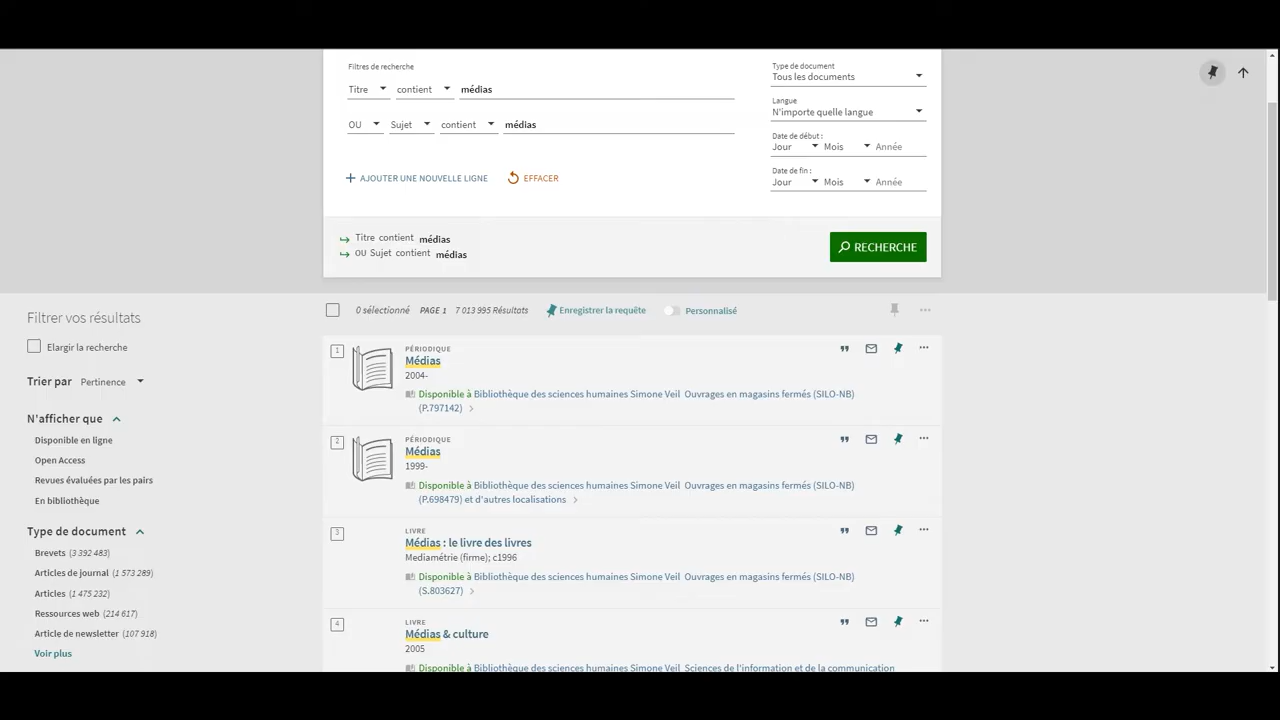 Filtres de recherche
Titre contient médias
OU Sujet contient médias
AJOUTER UNE NOUVELLE LIGNE EFFACER
Type de document
Tous les documents
Langue
N'importe quelle langue
Date de début :
Jour Mois Année
Date de fin :
Jour Mois Année
Titre contient médias
OU Sujet contient médias
RECHERCHE
Filtrer vos résultats
Elargir la recherche
Trier par Pertinence
N'afficher que
Disponible en ligne
Open Access
Revues évaluées par les pairs
En bibliothèque
Type de document
Brevets (3 392 483)
Articles de journal (1 573 289)
Articles (1 475 232)
Ressources web (214 617)
Article de newsletter (107 918)
Voir plus
0 sélectionné PAGE 1 7 013 995 Résultats Enregistrer la requête Personnalisé
1
PÉRIODIQUE
Médias
2004-
Disponible à Bibliothèque des sciences humaines Simone Veil Ouvrages en magasins fermés (SILO-NB)
(P.797142)
2
PÉRIODIQUE
Médias
1999-
Disponible à Bibliothèque des sciences humaines Simone Veil Ouvrages en magasins fermés (SILO-NB)
(P.698479) et d'autres localisations
3
LIVRE
Médias : le livre des livres
Mediamétrie (firme); c1996
Disponible à Bibliothèque des sciences humaines Simone Veil Ouvrages en magasins fermés (SILO-NB)
(S.803627)
4
LIVRE
Médias & culture
2005
Disponible à Bibliothèque des sciences humaines Simone Veil Sciences de l'information et de la communication